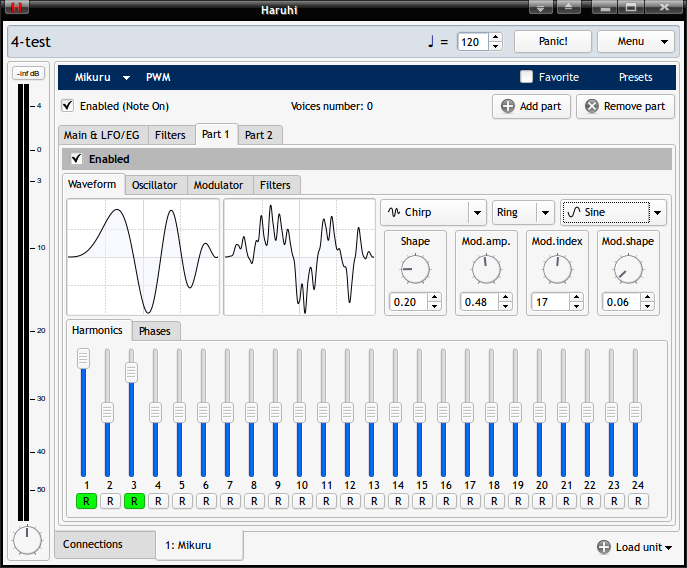 Haruhi
4-test
♩ = 120 Panic! Menu
-inf dB
Mikuru PWM Favorite Presets
Enabled (Note On) Voices number: 0 Add part Remove part
Main & LFO/EG Filters Part 1 Part 2
Enabled
Waveform Oscillator Modulator Filters
Chirp Ring Sine
Shape Mod.amp. Mod.index Mod.shape
0.20 0.48 17 0.06
Harmonics Phases
1 2 3 4 5 6 7 8 9 10 11 12 13 14 15 16 17 18 19 20 21 22 23 24
R R R R R R R R R R R R R R R R R R R R R R R R
4
0
3
10
20
30
40
50
Connections 1: Mikuru Load unit